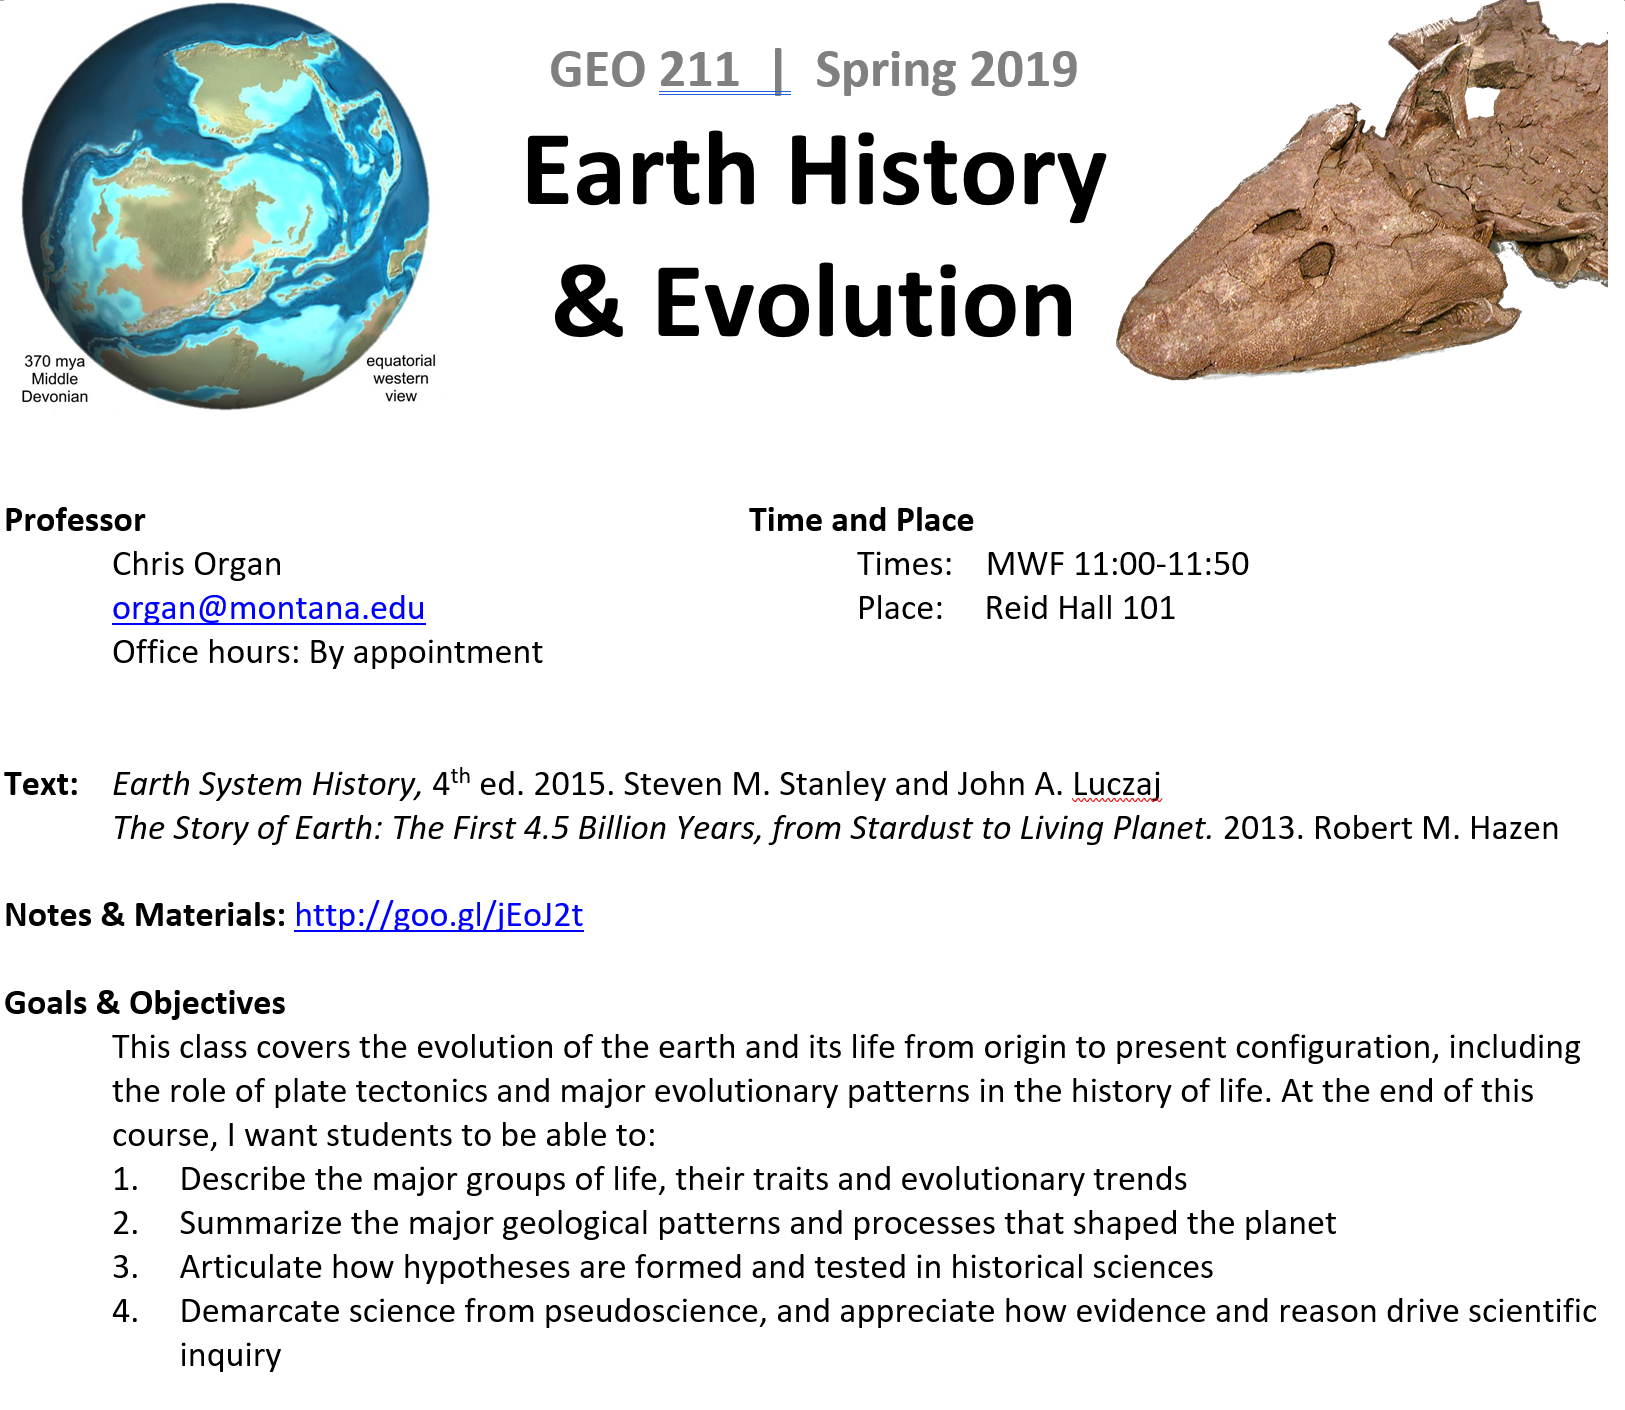 GEO 211 | Spring 2019
Earth History
& Evolution
370 mya
Middle
Devonian
equatorial
western
view
Professor
Chris Organ
organ@montana.edu
Office hours: By appointment
Time and Place
Times: MWF 11:00-11:50
Place: Reid Hall 101
Text: Earth System History, 4th ed. 2015. Steven M. Stanley and John A. Luczaj
The Story of Earth: The First 4.5 Billion Years, from Stardust to Living Planet. 2013. Robert M. Hazen
Notes & Materials: http://goo.gl/jEoJ2t
Goals & Objectives
This class covers the evolution of the earth and its life from origin to present configuration, including
the role of plate tectonics and major evolutionary patterns in the history of life. At the end of this
course, I want students to be able to:
1. Describe the major groups of life, their traits and evolutionary trends
2. Summarize the major geological patterns and processes that shaped the planet
3. Articulate how hypotheses are formed and tested in historical sciences
4. Demarcate science from pseudoscience, and appreciate how evidence and reason drive scientific
inquiry